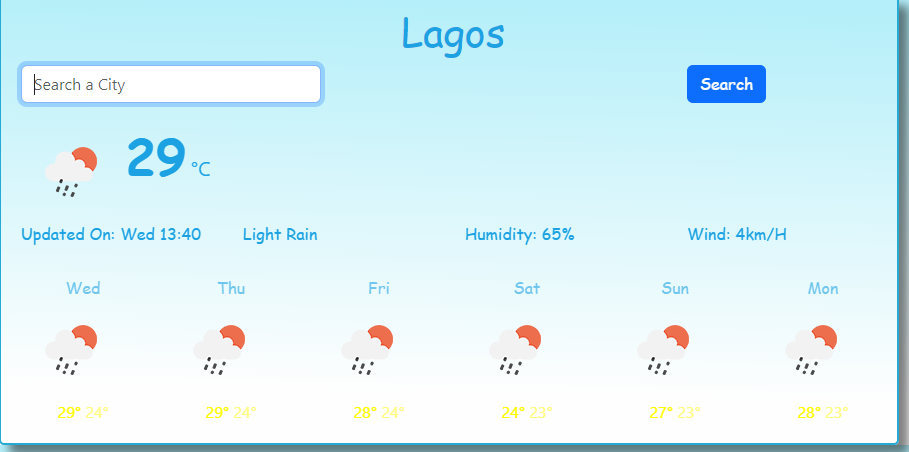 Lagos
Search a City Search
29 °C
Updated On: Wed 13:40 Light Rain Humidity: 65% Wind: 4km/H
Wed Thu Fri Sat Sun Mon
29° 24° 29° 24° 28° 24° 24° 23° 27° 23° 28° 23°